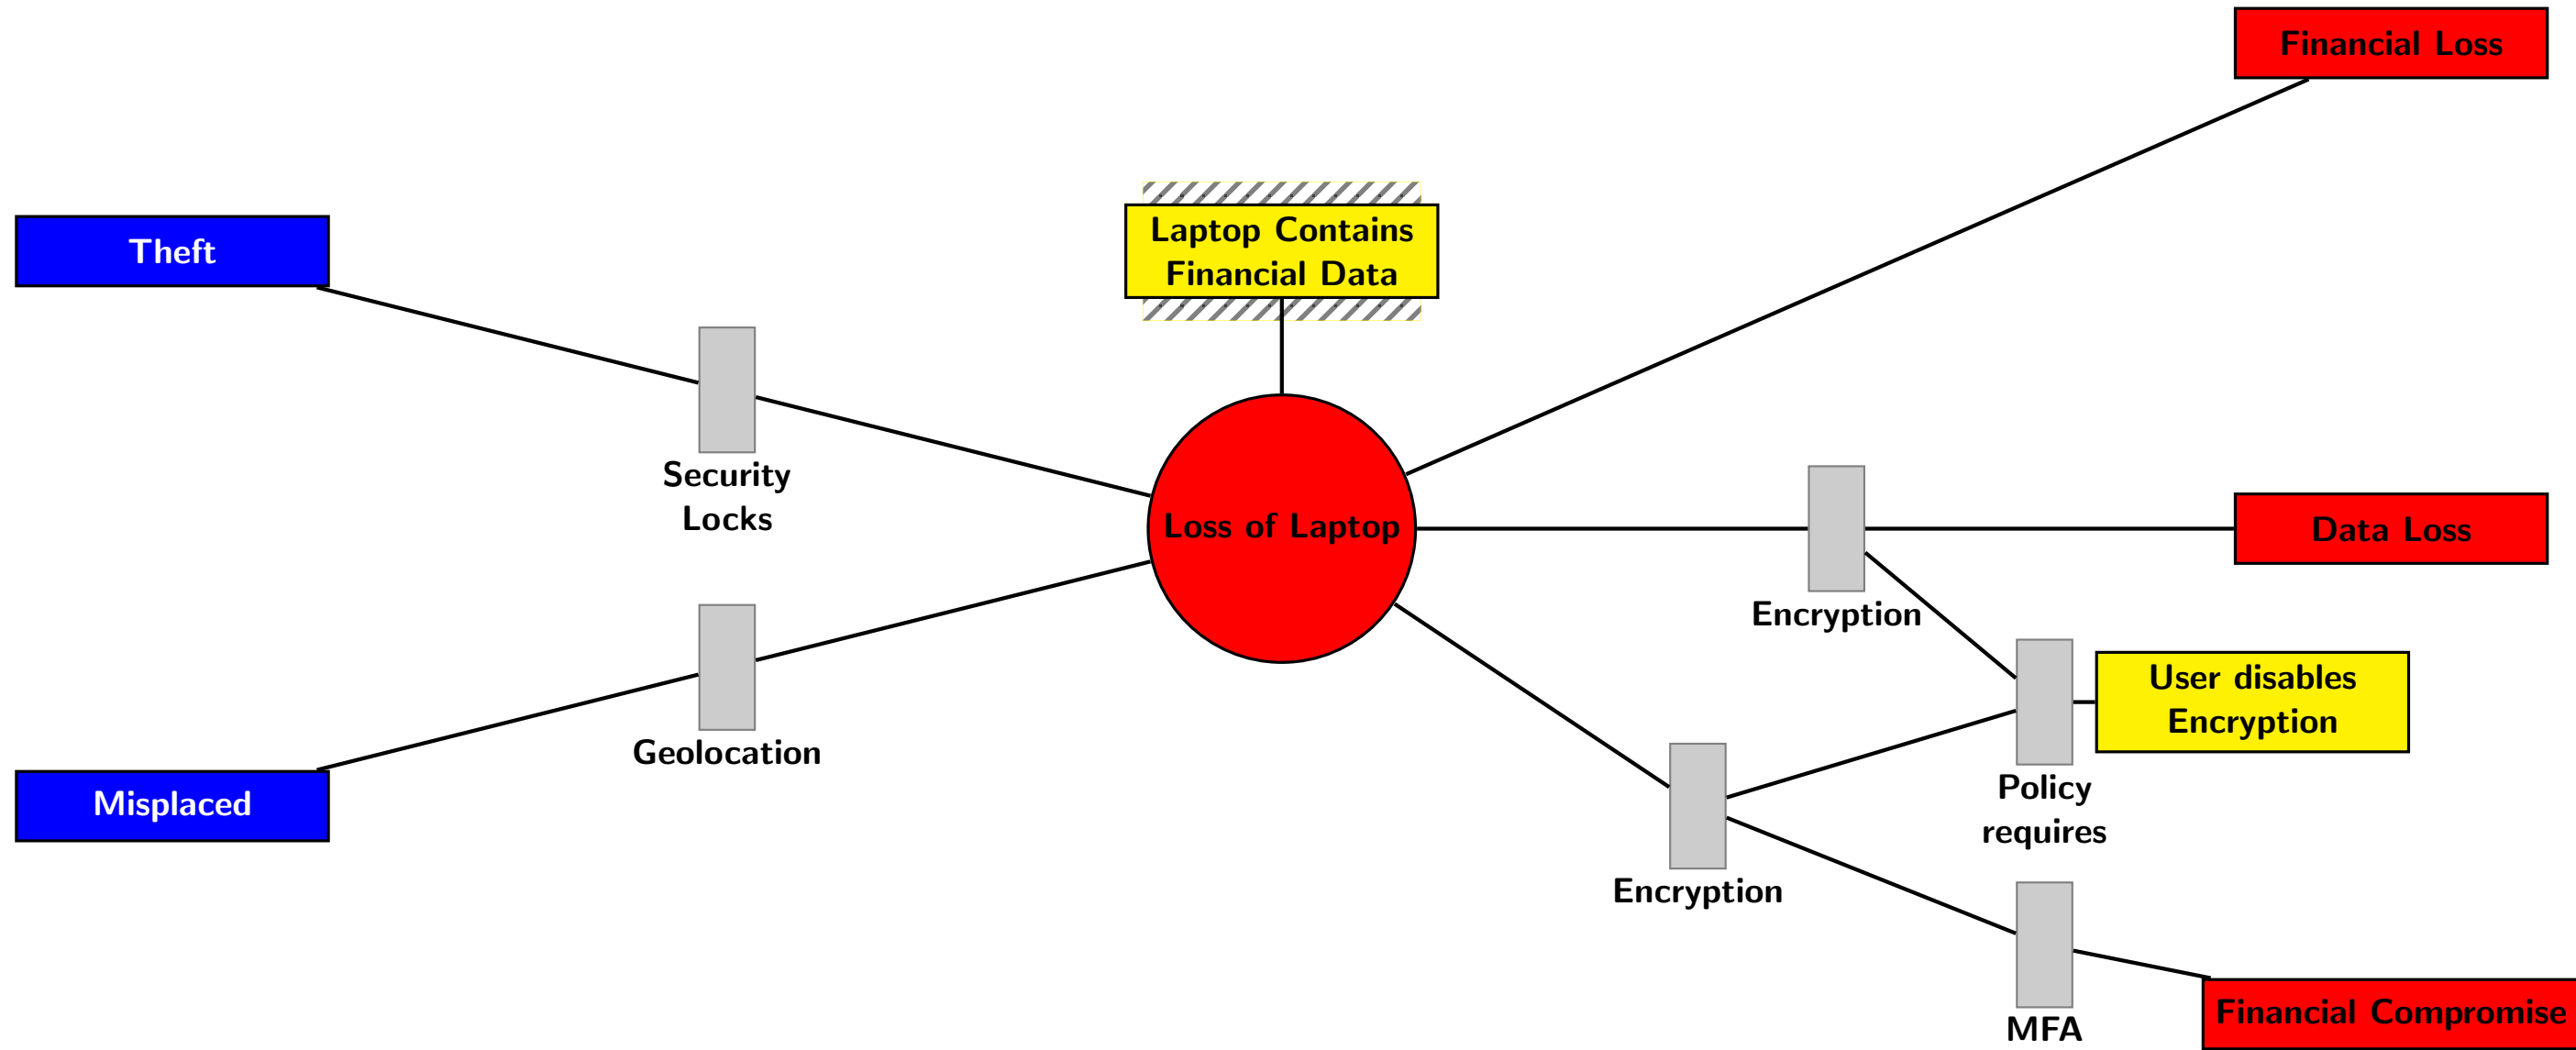 Financial Loss
Theft
Laptop Contains
Financial Data
Security
Locks
Loss of Laptop
Data Loss
Encryption
User disables
Encryption
Geolocation
Misplaced
Policy
requires
Encryption
Financial Compromise
MFA